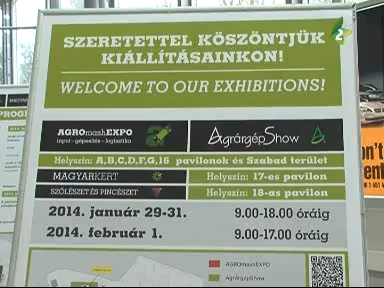 SZERETETTEL KÖSZÖNTJÜK
KIÁLLÍTÁSAINKON!
WELCOME TO OUR EXHIBITIONS!
AGROmashEXPO
input-gépesítés-logisztika
AgrárgépShow
Helyszín: A,B,C,D,F,G,16 pavilonok és Szabad terület
MAGYARKERT
Helyszín: 17-es pavilon
SZŐLÉSZET ÉS PINCÉSZET
Helyszín: 18-as pavilon
2014. január 29-31. 9.00-18.00 óráig
2014. február 1. 9.00-17.00 óráig
AGROmashEXPO
AgrárgépShow